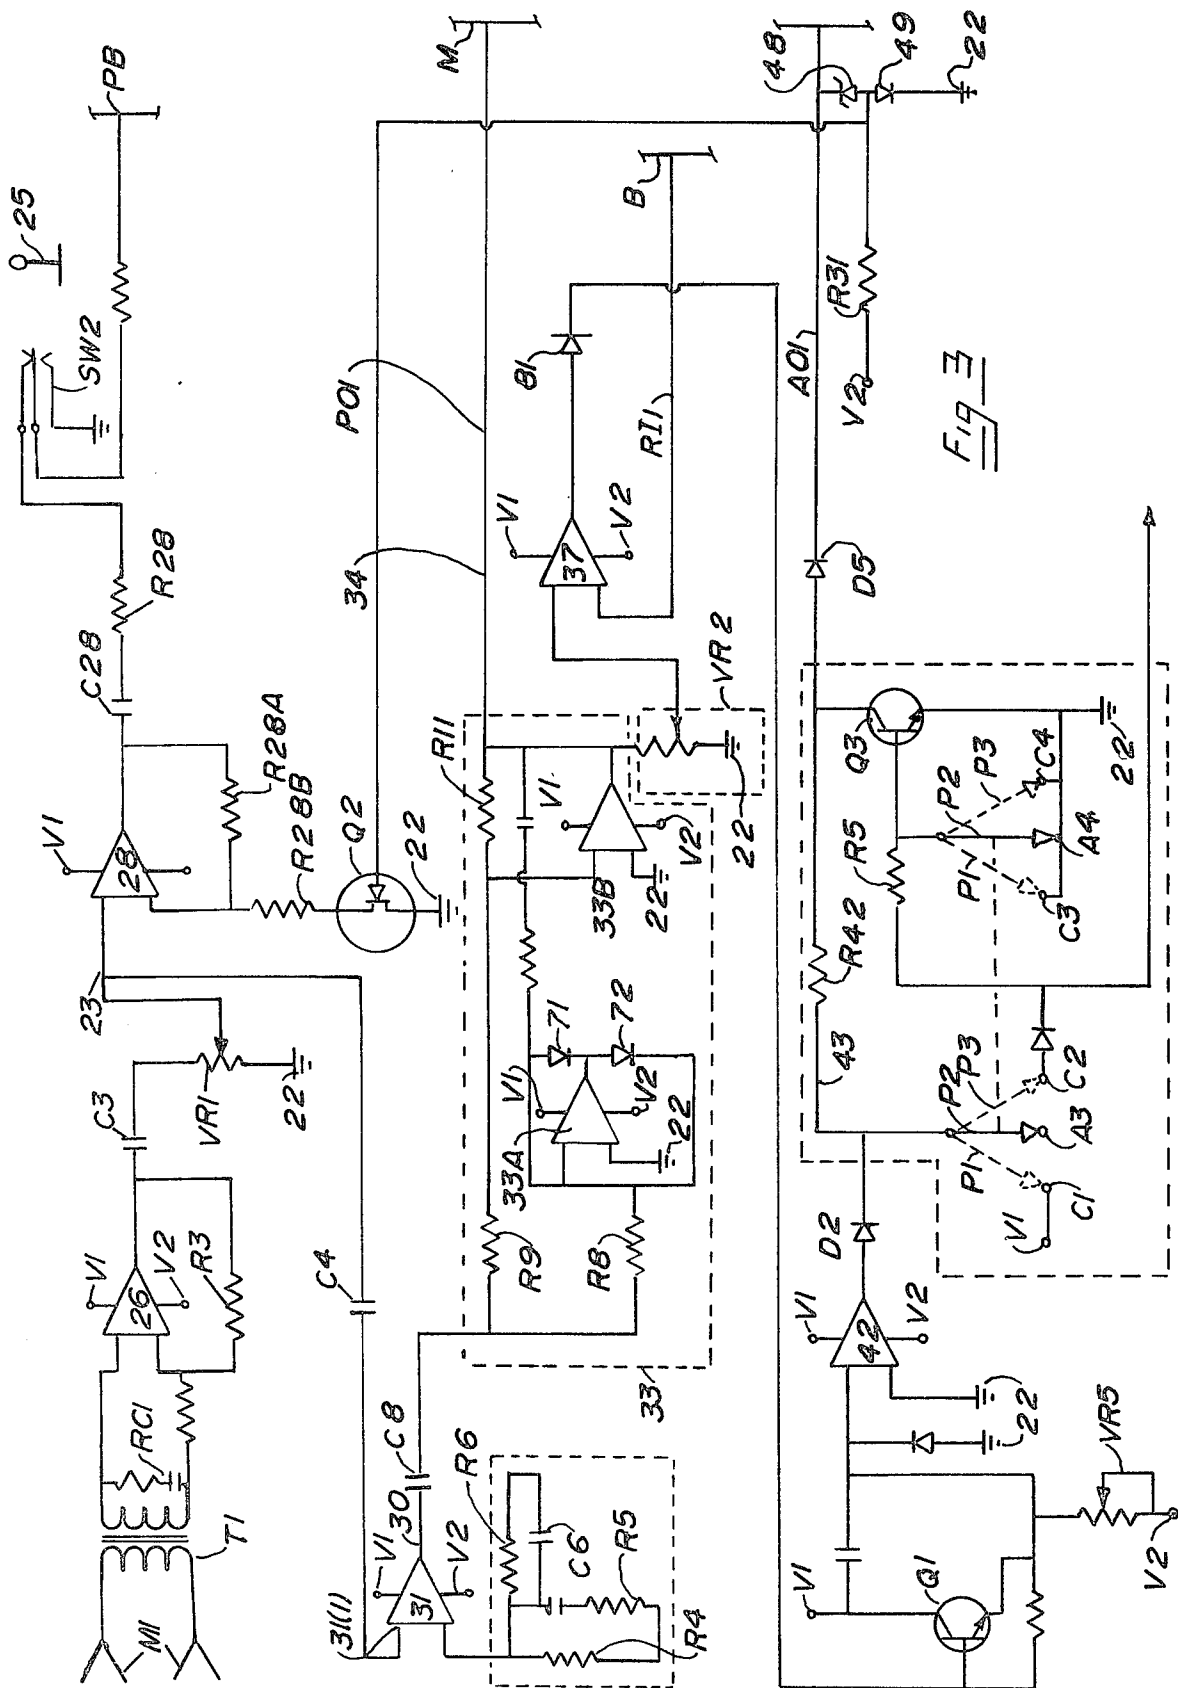 25
PB
SW2
R28
C28
V1
28
R28A
R28B
Q2
22
23
C3
VR1
22
V1
26
V2
R3
RC1
T1
M1
M
34
PO1
C4
33
R11
V1
33B
V2
22
22
VR2
R9
33A
V1
71
72
V2
22
R8
V1
37
V2
81
RI1
B
31(1)
V1
30
C8
31
V2
R6
C6
R5
R4
48
49
22
AO1
R31
V2
Fig 3
D5
Q3
R5
R42
43
P2
P3
P1
C4
A4
C3
22
P2
P3
P1
C2
A3
C1
V1
D2
V1
42
V2
22
22
VR5
V2
V1
Q1